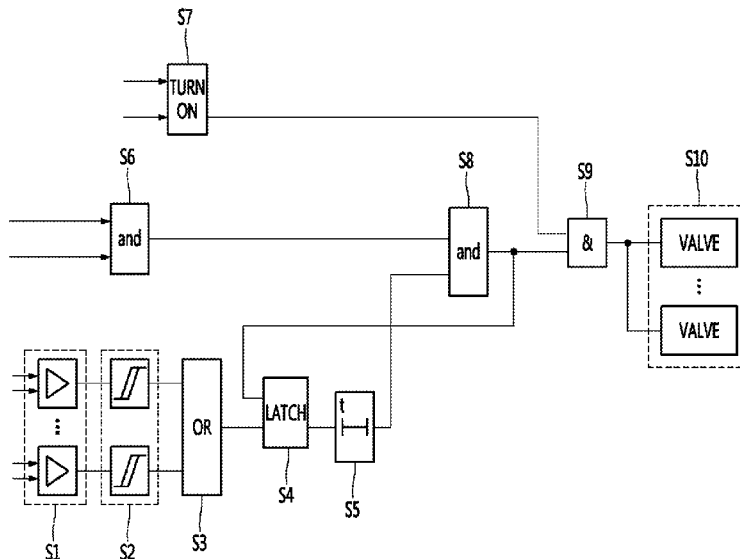 S7
TURN
ON
S6
and
S8
and
S9
&
S10
VALVE
VALVE
OR
LATCH
t
S1
S2
S3
S4
S5